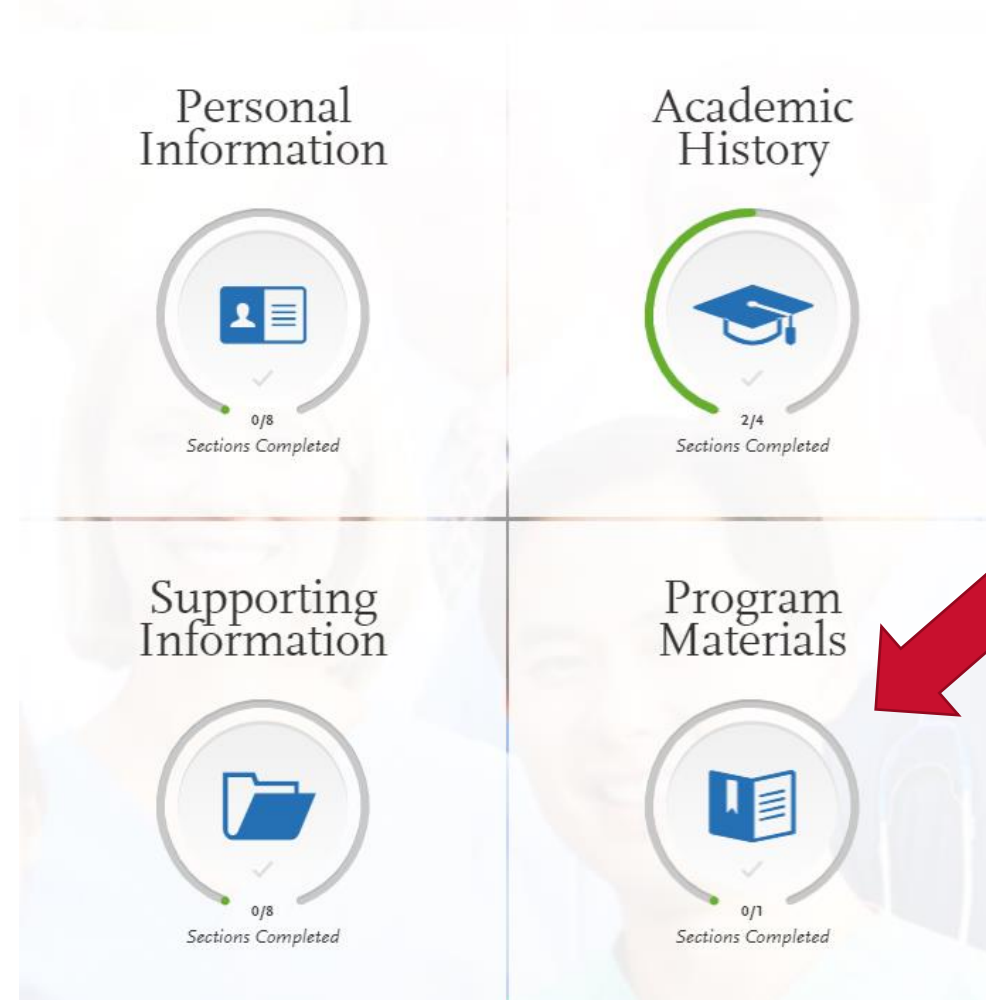 Personal
Information
0/8
Sections Completed
Academic
History
2/4
Sections Completed
Supporting
Information
0/8
Sections Completed
Program
Materials
0/1
Sections Completed